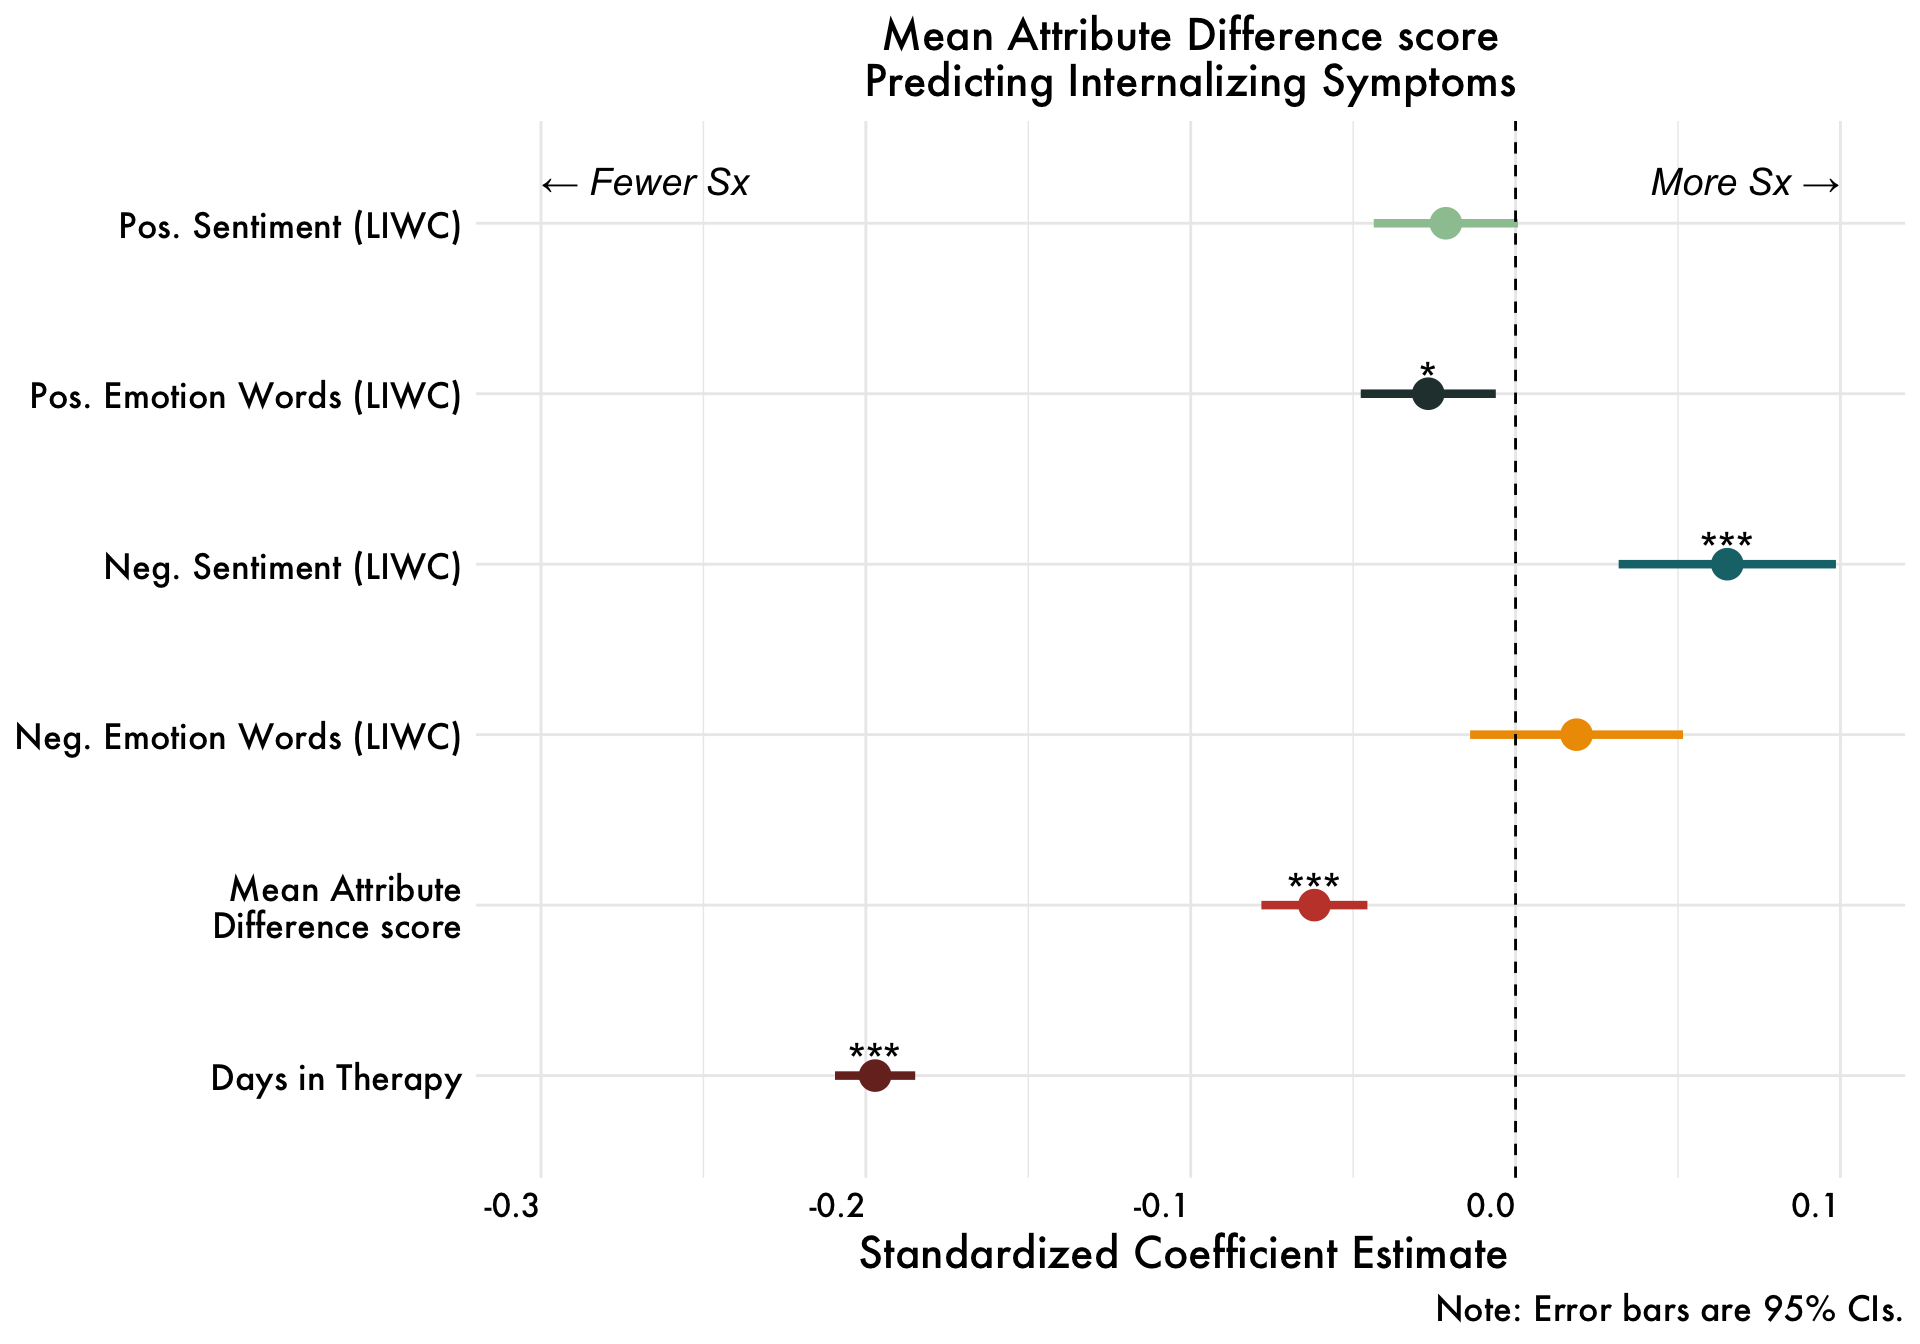 Mean Attribute Difference score
Predicting Internalizing Symptoms
← Fewer Sx
More Sx →
Pos. Sentiment (LIWC)
*
Pos. Emotion Words (LIWC)
***
Neg. Sentiment (LIWC)
Neg. Emotion Words (LIWC)
***
Mean Attribute
Difference score
***
Days in Therapy
-0.3
-0.2
-0.1
0.0
0.1
Standardized Coefficient Estimate
Note: Error bars are 95% CIs.